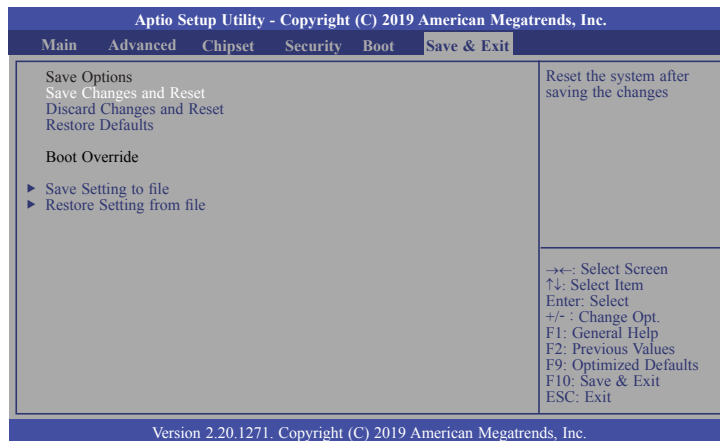 Aptio Setup Utility - Copyright (C) 2019 American Megatrends, Inc.
Main Advanced Chipset Security Boot Save & Exit
Save Options
Save Changes and Reset
Discard Changes and Reset
Restore Defaults
Boot Override
▶ Save Setting to file
▶ Restore Setting from file
Reset the system after
saving the changes
→←: Select Screen
↑↓: Select Item
Enter: Select
+/- : Change Opt.
F1: General Help
F2: Previous Values
F9: Optimized Defaults
F10: Save & Exit
ESC: Exit
Version 2.20.1271. Copyright (C) 2019 American Megatrends, Inc.